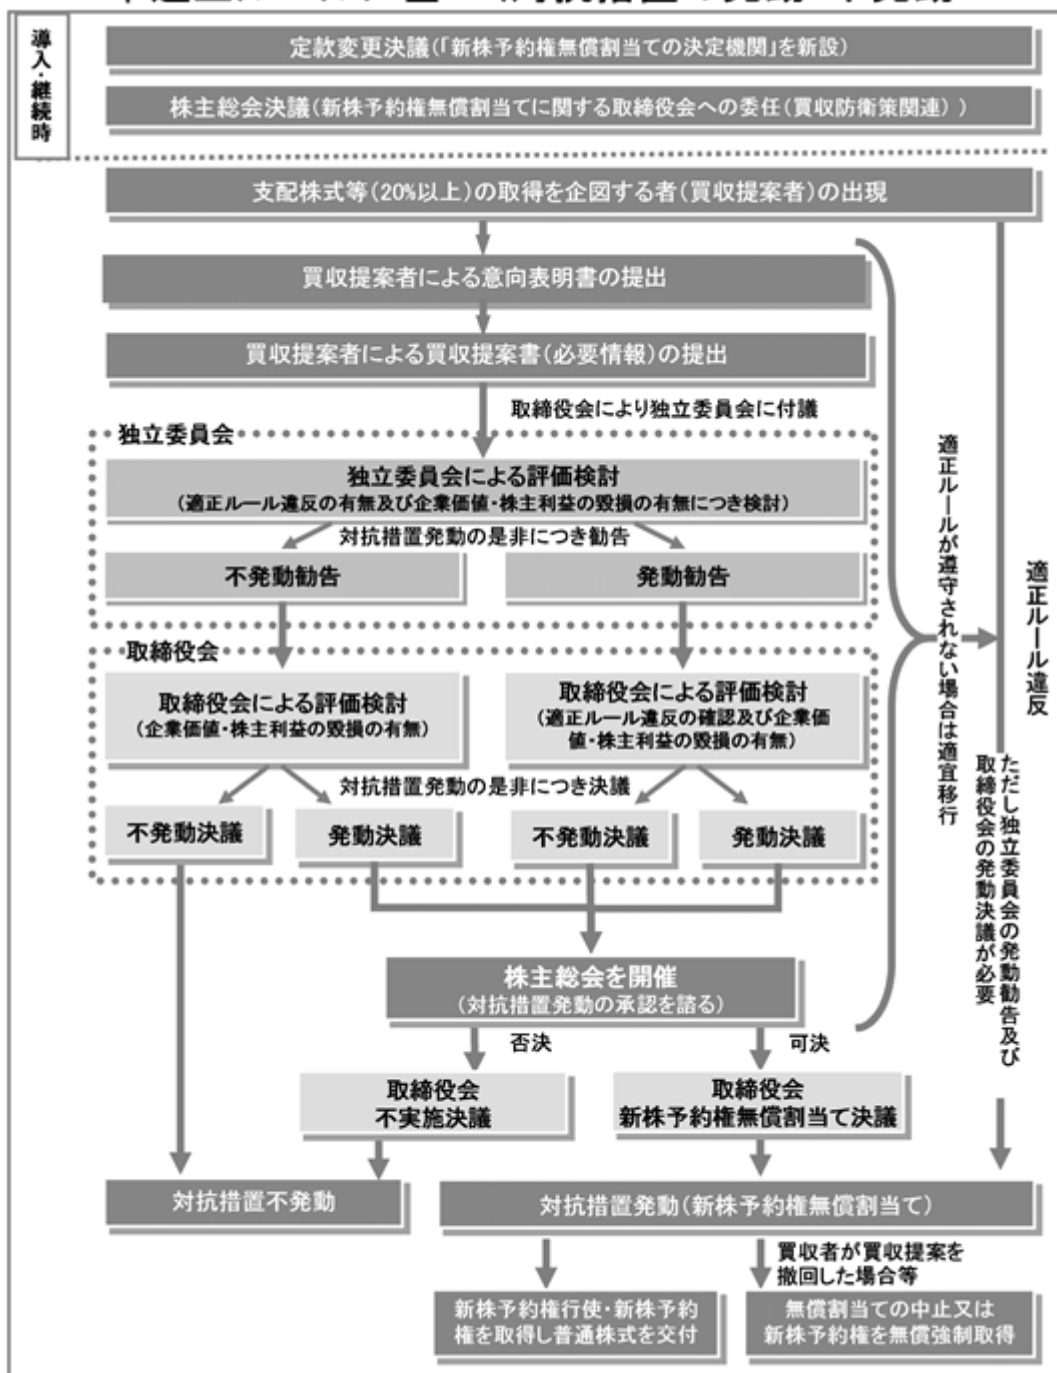 導入・継続時
定款変更決議(「新株予約権無償割当ての決定機関」を新設)
株主総会決議(新株予約権無償割当てに関する取締役会への委任(買収防衛策関連))
支配株式等(20%以上)の取得を企図する者(買収提案者)の出現
買収提案者による意向表明書の提出
買収提案者による買収提案書(必要情報)の提出
取締役会により独立委員会に付議
独立委員会
独立委員会による評価検討
(適正ルール違反の有無及び企業価値・株主利益の毀損の有無につき検討)
対抗措置発動の是非につき勧告
不発動勧告
発動勧告
取締役会
取締役会による評価検討
(企業価値・株主利益の毀損の有無)
取締役会による評価検討
(適正ルール違反の確認及び企業価
値・株主利益の毀損の有無)
対抗措置発動の是非につき決議
不発動決議
発動決議
不発動決議
発動決議
適正ルールが遵守されない場合は適宜移行
適正ルール違反
ただし独立委員会の発動勧告及び
取締役会の発動決議が必要
株主総会を開催
(対抗措置発動の承認を諮る)
否決
可決
取締役会
不実施決議
取締役会
新株予約権無償割当て決議
対抗措置不発動
対抗措置発動(新株予約権無償割当て)
買収者が買収提案を
撤回した場合等
新株予約権行使・新株予約
権を取得し普通株式を交付
無償割当ての中止又は
新株予約権を無償強制取得